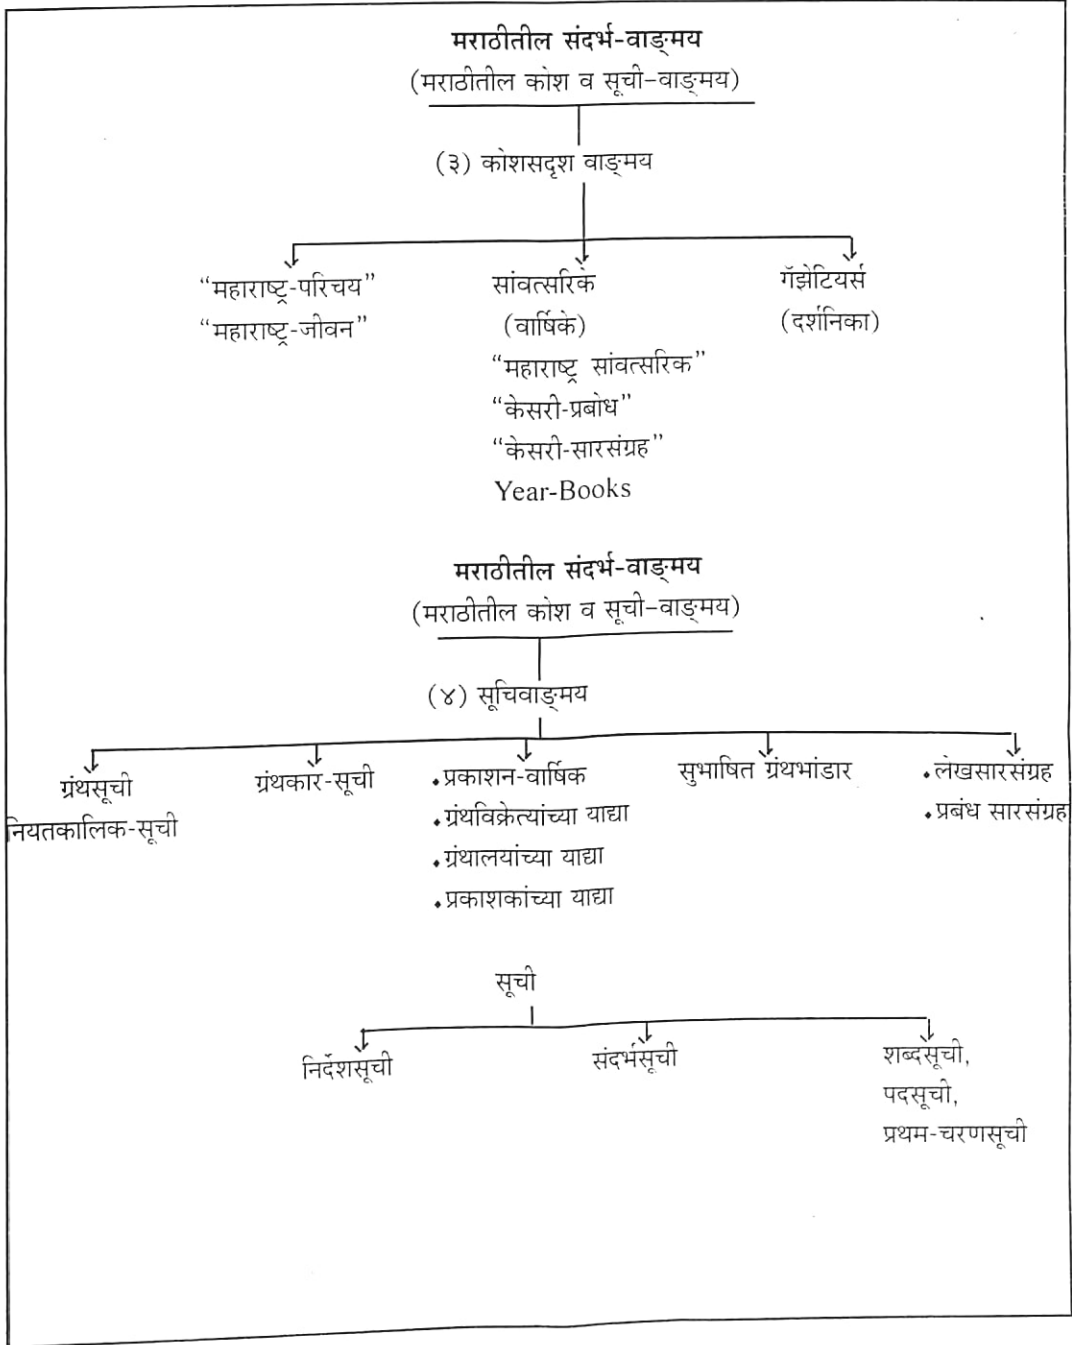 मराठीतील संदर्भ-वाङ्‌मय
(मराठीतील कोश व सूची-वाङ्‌मय)
(३) कोशसदृश वाङ्‌मय
“महाराष्ट्र-परिचय”
“महाराष्ट्र-जीवन”
सांवत्सरिके
(वार्षिके)
“महाराष्ट्र सांवत्सरिक”
“केसरी-प्रबोध”
“केसरी-सारसंग्रह”
Year-Books
गॅझेटियर्स
(दर्शनिका)
मराठीतील संदर्भ-वाङ्‌मय
(मराठीतील कोश व सूची-वाङ्‌मय)
(४) सूचिवाङ्‌मय
ग्रंथसूची
नियतकालिक-सूची
ग्रंथकार-सूची
• प्रकाशन-वार्षिक
• ग्रंथविक्रेत्यांच्या याद्या
• ग्रंथालयांच्या याद्या
• प्रकाशकांच्या याद्या
सुभाषित ग्रंथभांडार
• लेखसारसंग्रह
• प्रबंध सारसंग्रह
सूची
निर्देशसूची
संदर्भसूची
शब्दसूची,
पदसूची,
प्रथम-चरणसूची